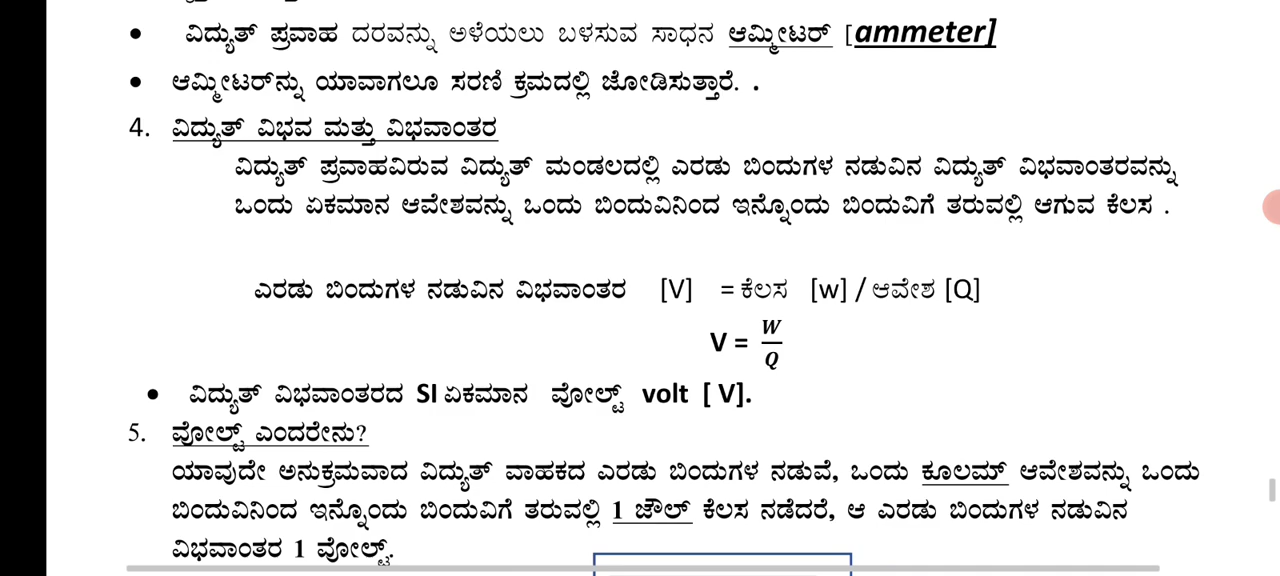 • ವಿದ್ಯುತ್ ಪ್ರವಾಹ ದರವನ್ನು ಅಳೆಯಲು ಬಳಸುವ ಸಾಧನ ಆಮ್ಮೀಟರ್ [ammeter]
• ಆಮ್ಮೀಟರ್‌ನ್ನು ಯಾವಾಗಲೂ ಸರಣಿ ಕ್ರಮದಲ್ಲಿ ಜೋಡಿಸುತ್ತಾರೆ. .
4. ವಿದ್ಯುತ್ ವಿಭವ ಮತ್ತು ವಿಭವಾಂತರ
ವಿದ್ಯುತ್ ಪ್ರವಾಹವಿರುವ ವಿದ್ಯುತ್ ಮಂಡಲದಲ್ಲಿ ಎರಡು ಬಿಂದುಗಳ ನಡುವಿನ ವಿದ್ಯುತ್ ವಿಭವಾಂತರವನ್ನು
ಒಂದು ಏಕಮಾನ ಆವೇಶವನ್ನು ಒಂದು ಬಿಂದುವಿನಿಂದ ಇನ್ನೊಂದು ಬಿಂದುವಿಗೆ ತರುವಲ್ಲಿ ಆಗುವ ಕೆಲಸ .
ಎರಡು ಬಿಂದುಗಳ ನಡುವಿನ ವಿಭವಾಂತರ [V] = ಕೆಲಸ [w] / ಆವೇಶ [Q]
V = W/Q
• ವಿದ್ಯುತ್ ವಿಭವಾಂತರದ SI ಏಕಮಾನ ವೋಲ್ಟ್ volt [ V].
5. ವೋಲ್ಟ್ ಎಂದರೇನು?
ಯಾವುದೇ ಅನುಕ್ರಮವಾದ ವಿದ್ಯುತ್ ವಾಹಕದ ಎರಡು ಬಿಂದುಗಳ ನಡುವೆ, ಒಂದು ಕೂಲಮ್ ಆವೇಶವನ್ನು ಒಂದು
ಬಿಂದುವಿನಿಂದ ಇನ್ನೊಂದು ಬಿಂದುವಿಗೆ ತರುವಲ್ಲಿ 1 ಜೌಲ್ ಕೆಲಸ ನಡೆದರೆ, ಆ ಎರಡು ಬಿಂದುಗಳ ನಡುವಿನ
ವಿಭವಾಂತರ 1 ವೋಲ್ಟ್.